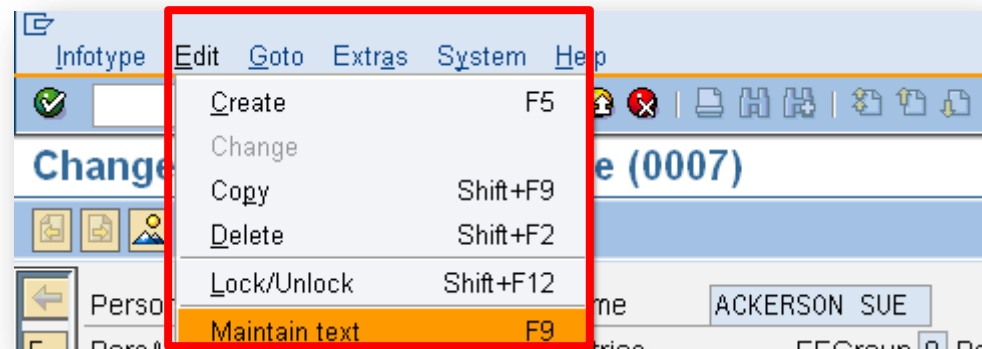 Infotype Edit Goto Extras System Help
Create F5
Change
Copy Shift+F9
Change e (0007)
Delete Shift+F2
Lock/Unlock Shift+F12
Perso me ACKERSON SUE
Maintain text F9